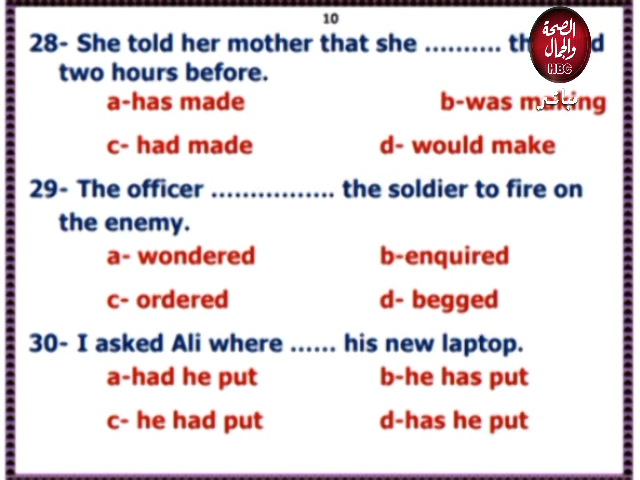 10
الصحة
والجمال
HBC
مباشر
28- She told her mother that she .......... two hours before.
a-has made
b-was making
c- had made
d- would make
29- The officer ................ the soldier to fire on
the enemy.
a- wondered
b-enquired
c- ordered
d- begged
30- I asked Ali where ...... his new laptop.
a-had he put
b-he has put
c- he had put
d-has he put